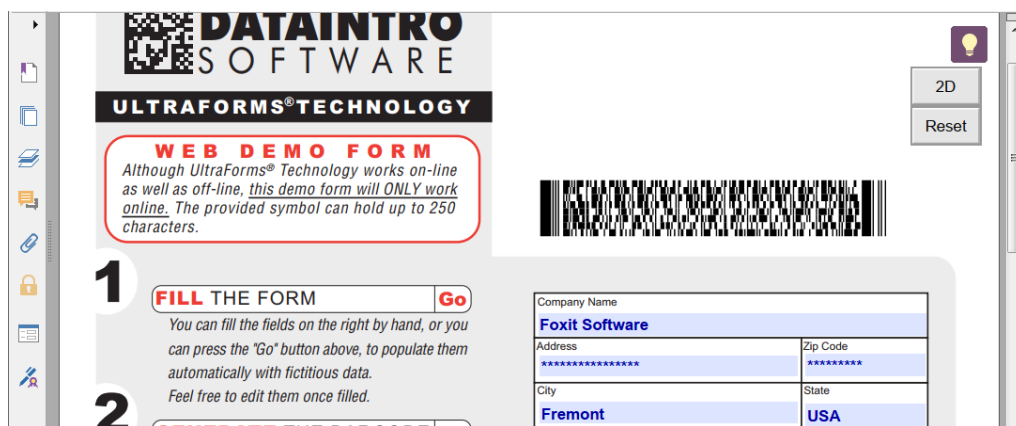 DATAINTRO
SOFTWARE
ULTRAFORMS®TECHNOLOGY
2D
Reset
WEB DEMO FORM
Although UltraForms® Technology works on-line
as well as off-line, this demo form will ONLY work
online. The provided symbol can hold up to 250
characters.
1
FILL THE FORM Go
You can fill the fields on the right by hand, or you
can press the "Go" button above, to populate them
automatically with fictitious data.
Feel free to edit them once filled.
2
Company Name
Foxit Software
Address Zip Code
**************** *********
City State
Fremont USA